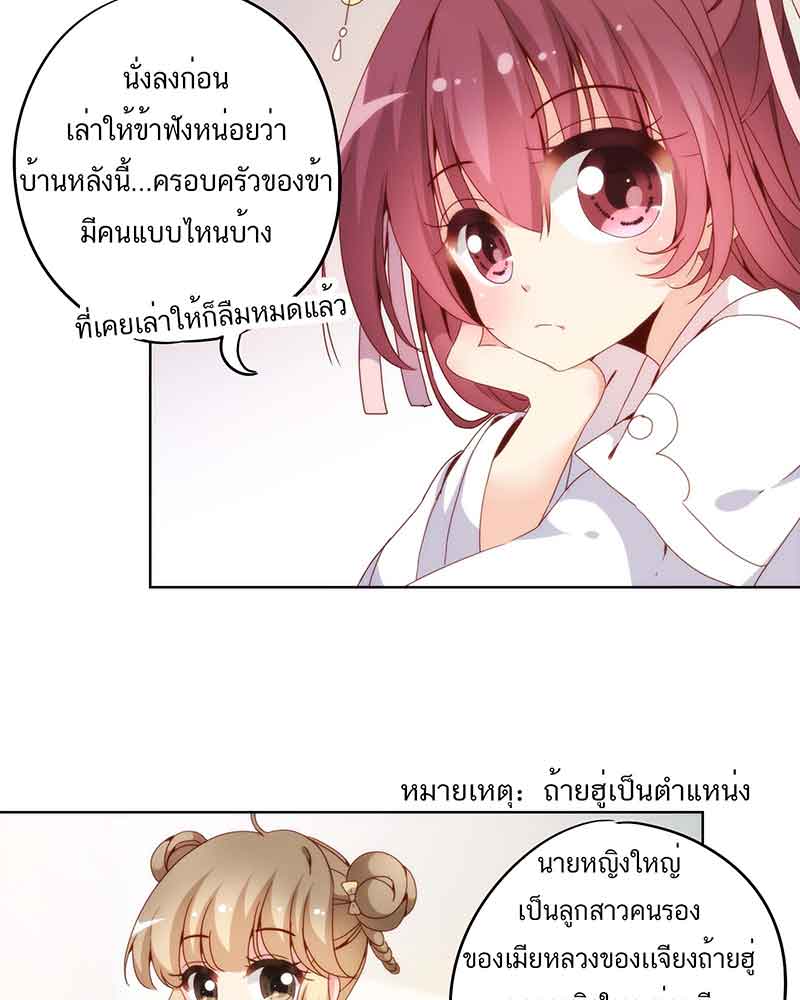 นั่งลงก่อน
เล่าให้ข้าฟังหน่อยว่า
บ้านหลังนี้...ครอบครัวของข้า
มีคนแบบไหนบ้าง
ที่เคยเล่าให้ก็ลืมหมดแล้ว
หมายเหตุ: ถ้ายฮู่เป็นตำแหน่ง
นายหญิงใหญ่
เป็นลูกสาวคนรอง
ของเมียหลวงของเจียงถ้ายฮู่